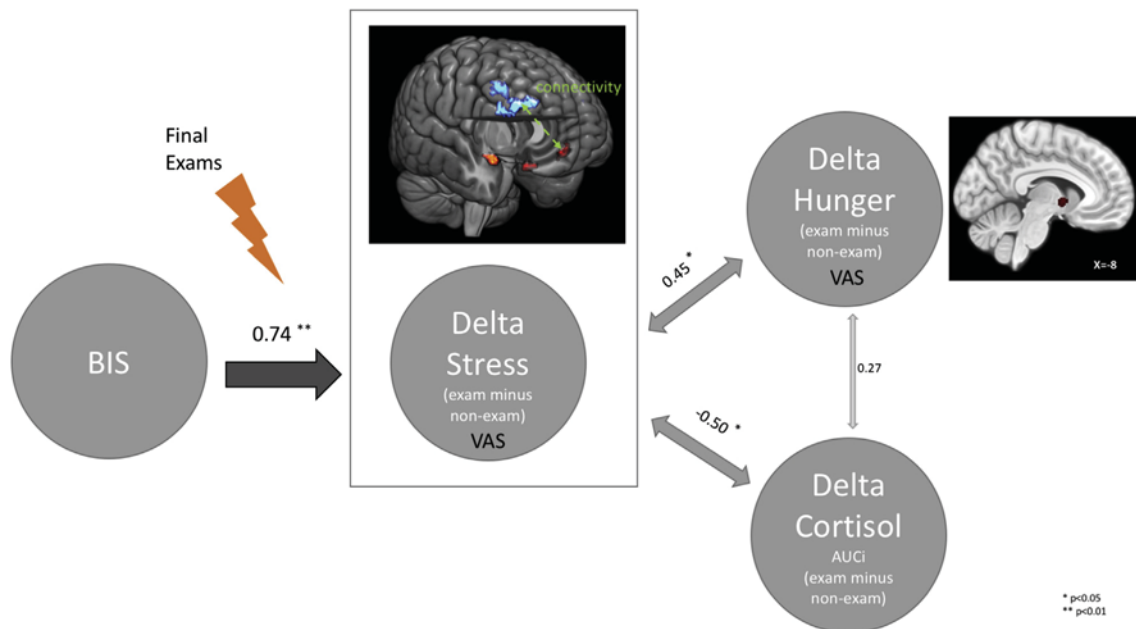 Final
Exams
BIS
0.74 **
connectivity
Delta
Stress
(exam minus
non-exam)
VAS
0.45 *
-0.50 *
Delta
Hunger
(exam minus
non-exam)
VAS
X=-8
0.27
Delta
Cortisol
AUCi
(exam minus
non-exam)
* p<0.05
** p<0.01